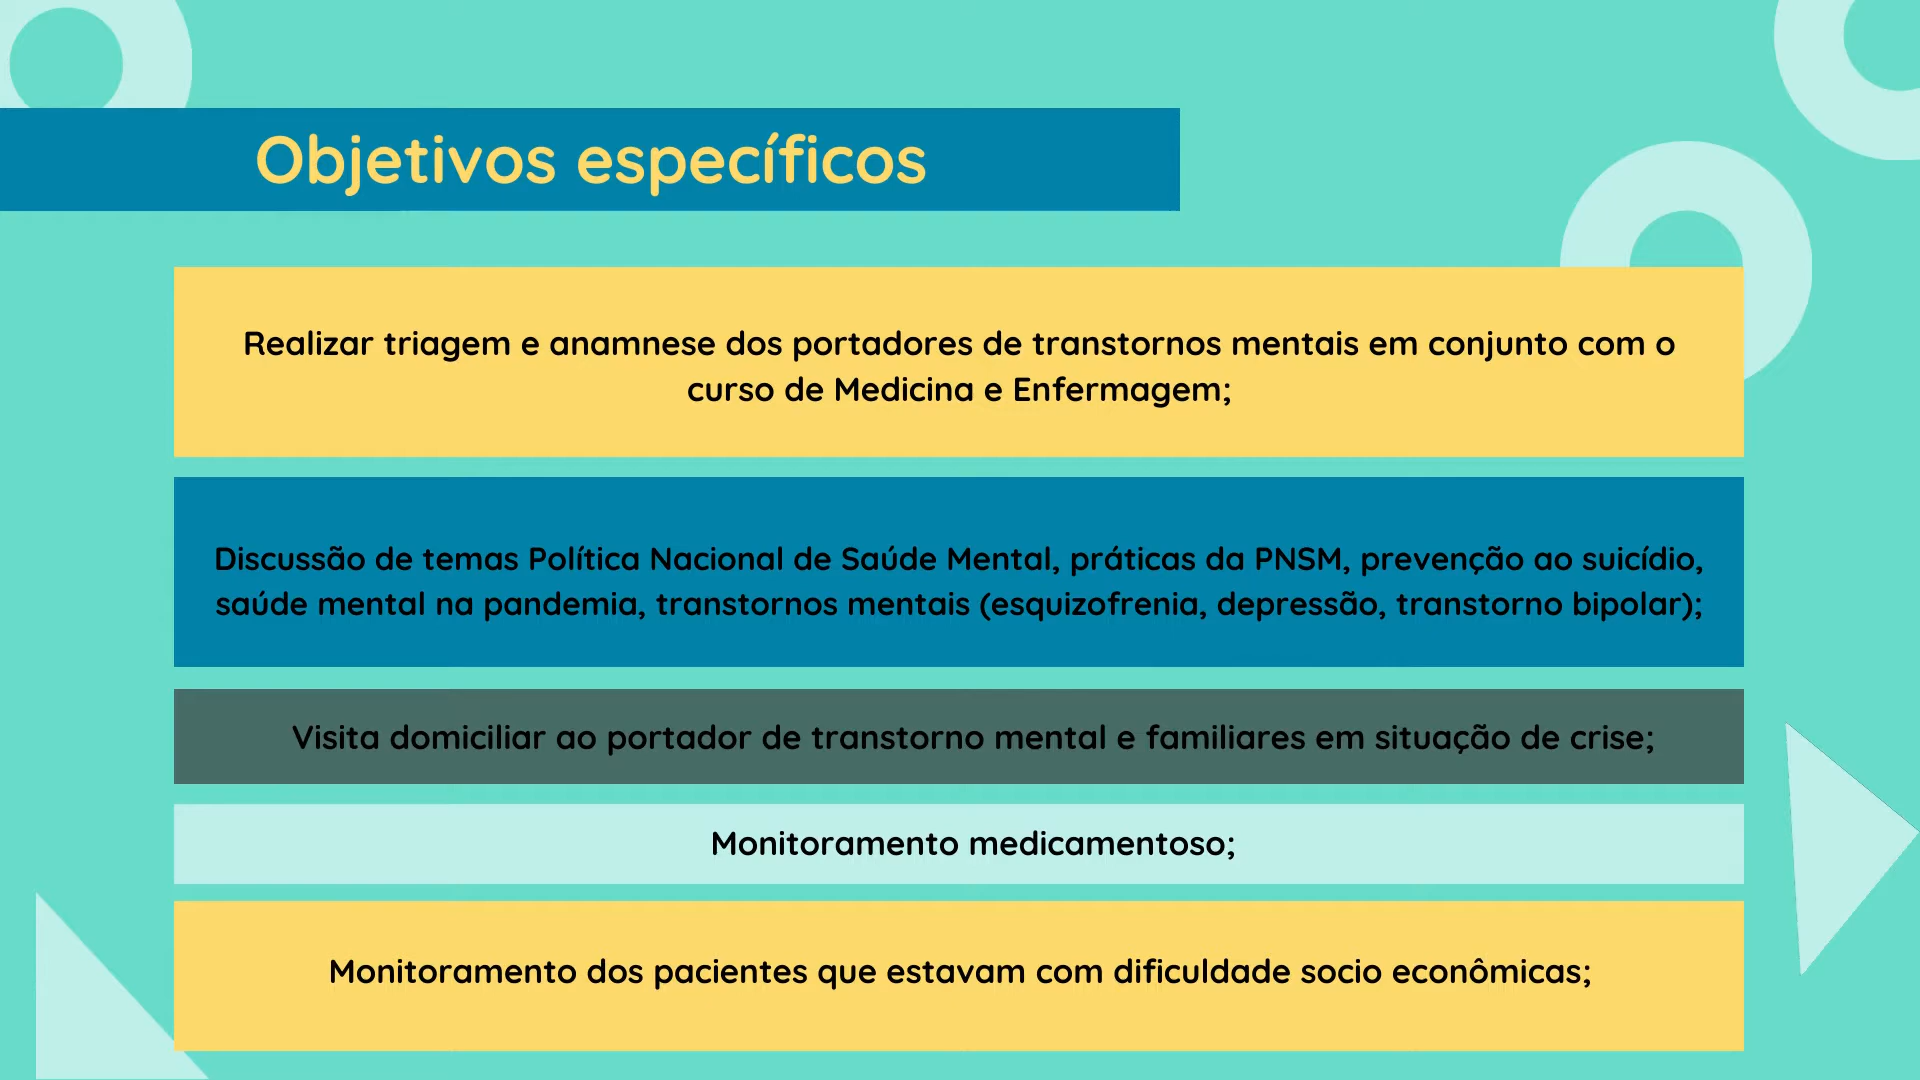 Objetivos específicos
Realizar triagem e anamnese dos portadores de transtornos mentais em conjunto com o
curso de Medicina e Enfermagem;
Discussão de temas Política Nacional de Saúde Mental, práticas da PNSM, prevenção ao suicídio,
saúde mental na pandemia, transtornos mentais (esquizofrenia, depressão, transtorno bipolar);
Visita domiciliar ao portador de transtorno mental e familiares em situação de crise;
Monitoramento medicamentoso;
Monitoramento dos pacientes que estavam com dificuldade socio econômicas;